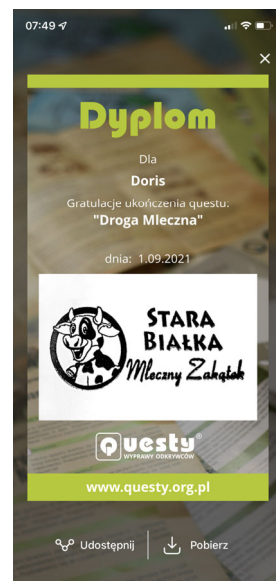 07:49
Dyplom
Dla
Doris
Gratulacje ukończenia questu:
"Droga Mleczna"
dnia: 1.09.2021
STARA
BIAŁKA
Mleczny Zakątek
Questy®
WYPRAWY ODKRYWCÓW
www.questy.org.pl
Udostępnij
Pobierz